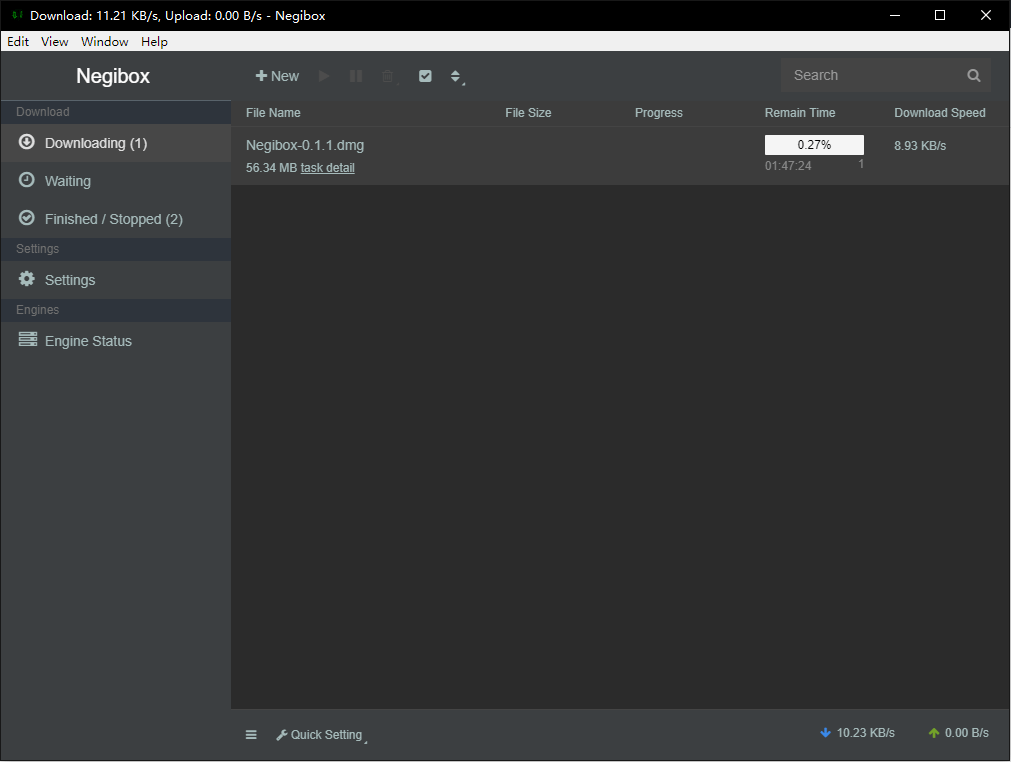 Download: 11.21 KB/s, Upload: 0.00 B/s - Negibox
Edit View Window Help
Negibox
New
Search
Download
Downloading (1)
Waiting
Finished / Stopped (2)
Settings
Settings
Engines
Engine Status
File Name File Size Progress Remain Time Download Speed
Negibox-0.1.1.dmg 0.27% 8.93 KB/s
56.34 MB task detail 01:47:24 1
Quick Setting 10.23 KB/s 0.00 B/s